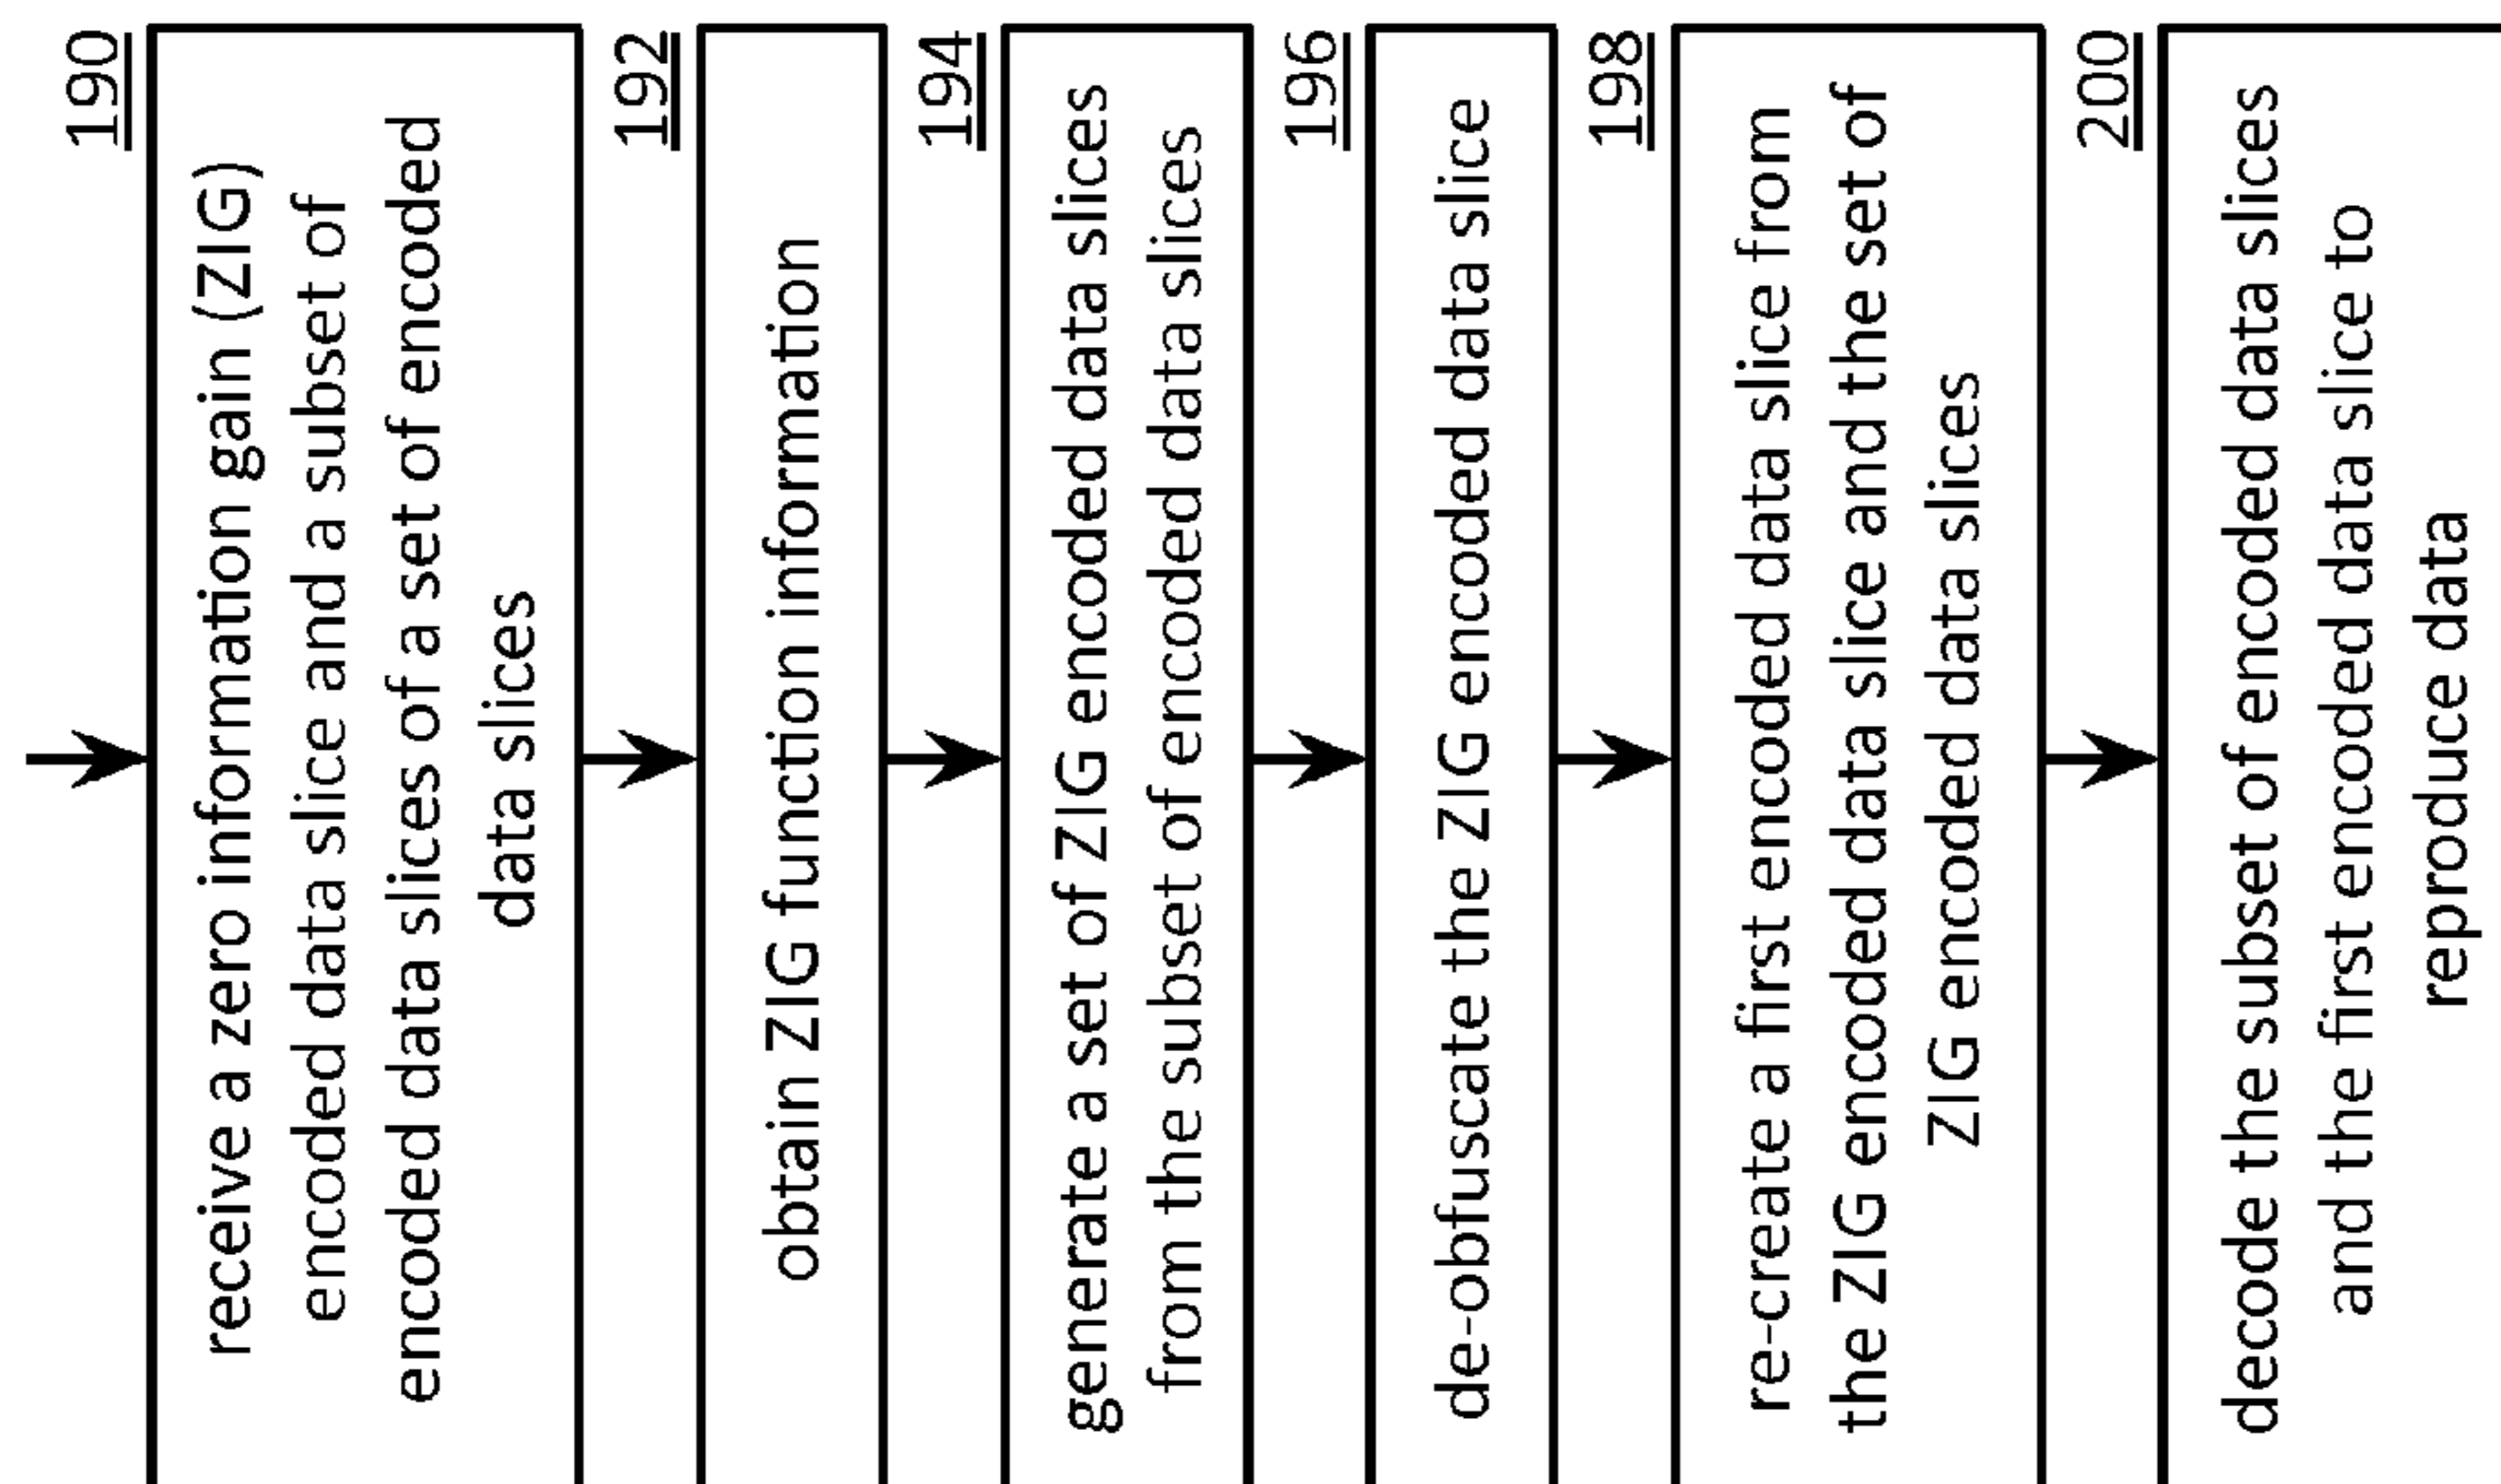 190
receive a zero information gain (ZIG)
encoded data slice and a subset of
encoded data slices of a set of encoded
data slices
192
obtain ZIG function information
194
generate a set of ZIG encoded data slices
from the subset of encoded data slices
196
de-obfuscate the ZIG encoded data slice
198
re-create a first encoded data slice from
the ZIG encoded data slice and the set of
ZIG encoded data slices
200
decode the subset of encoded data slices
and the first encoded data slice to
reproduce data